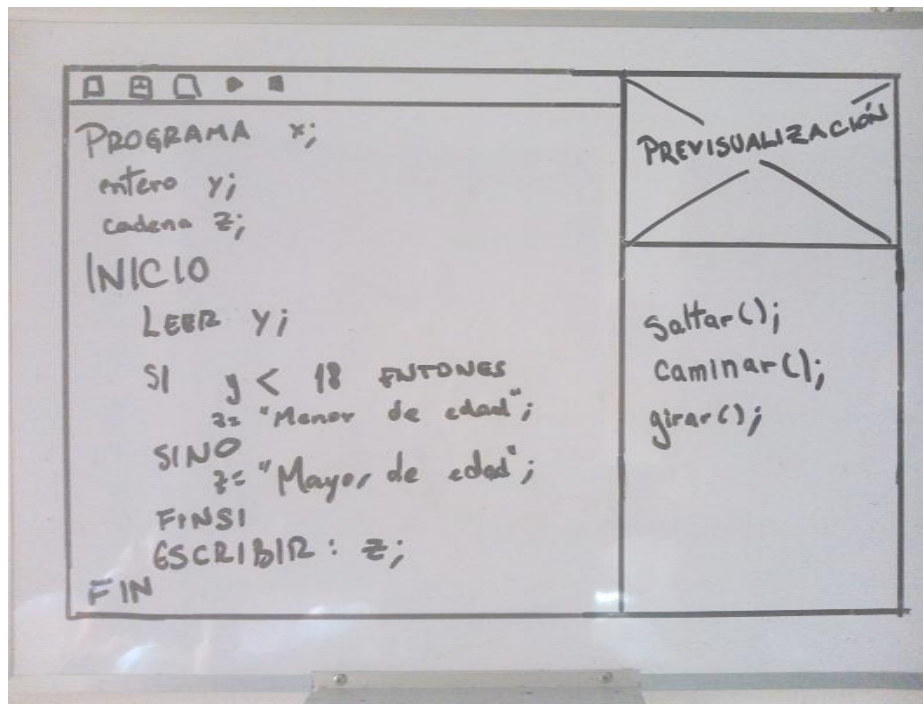 PROGRAMA x;
entero y;
cadena z;
INICIO
LEER y;
SI y < 18 ENTONES
z= "Menor de edad";
SINO
z= "Mayor de edad";
FINSI
ESCRIBIR: z;
FIN
PREVISUALIZACIÓN
saltar();
caminar();
girar();